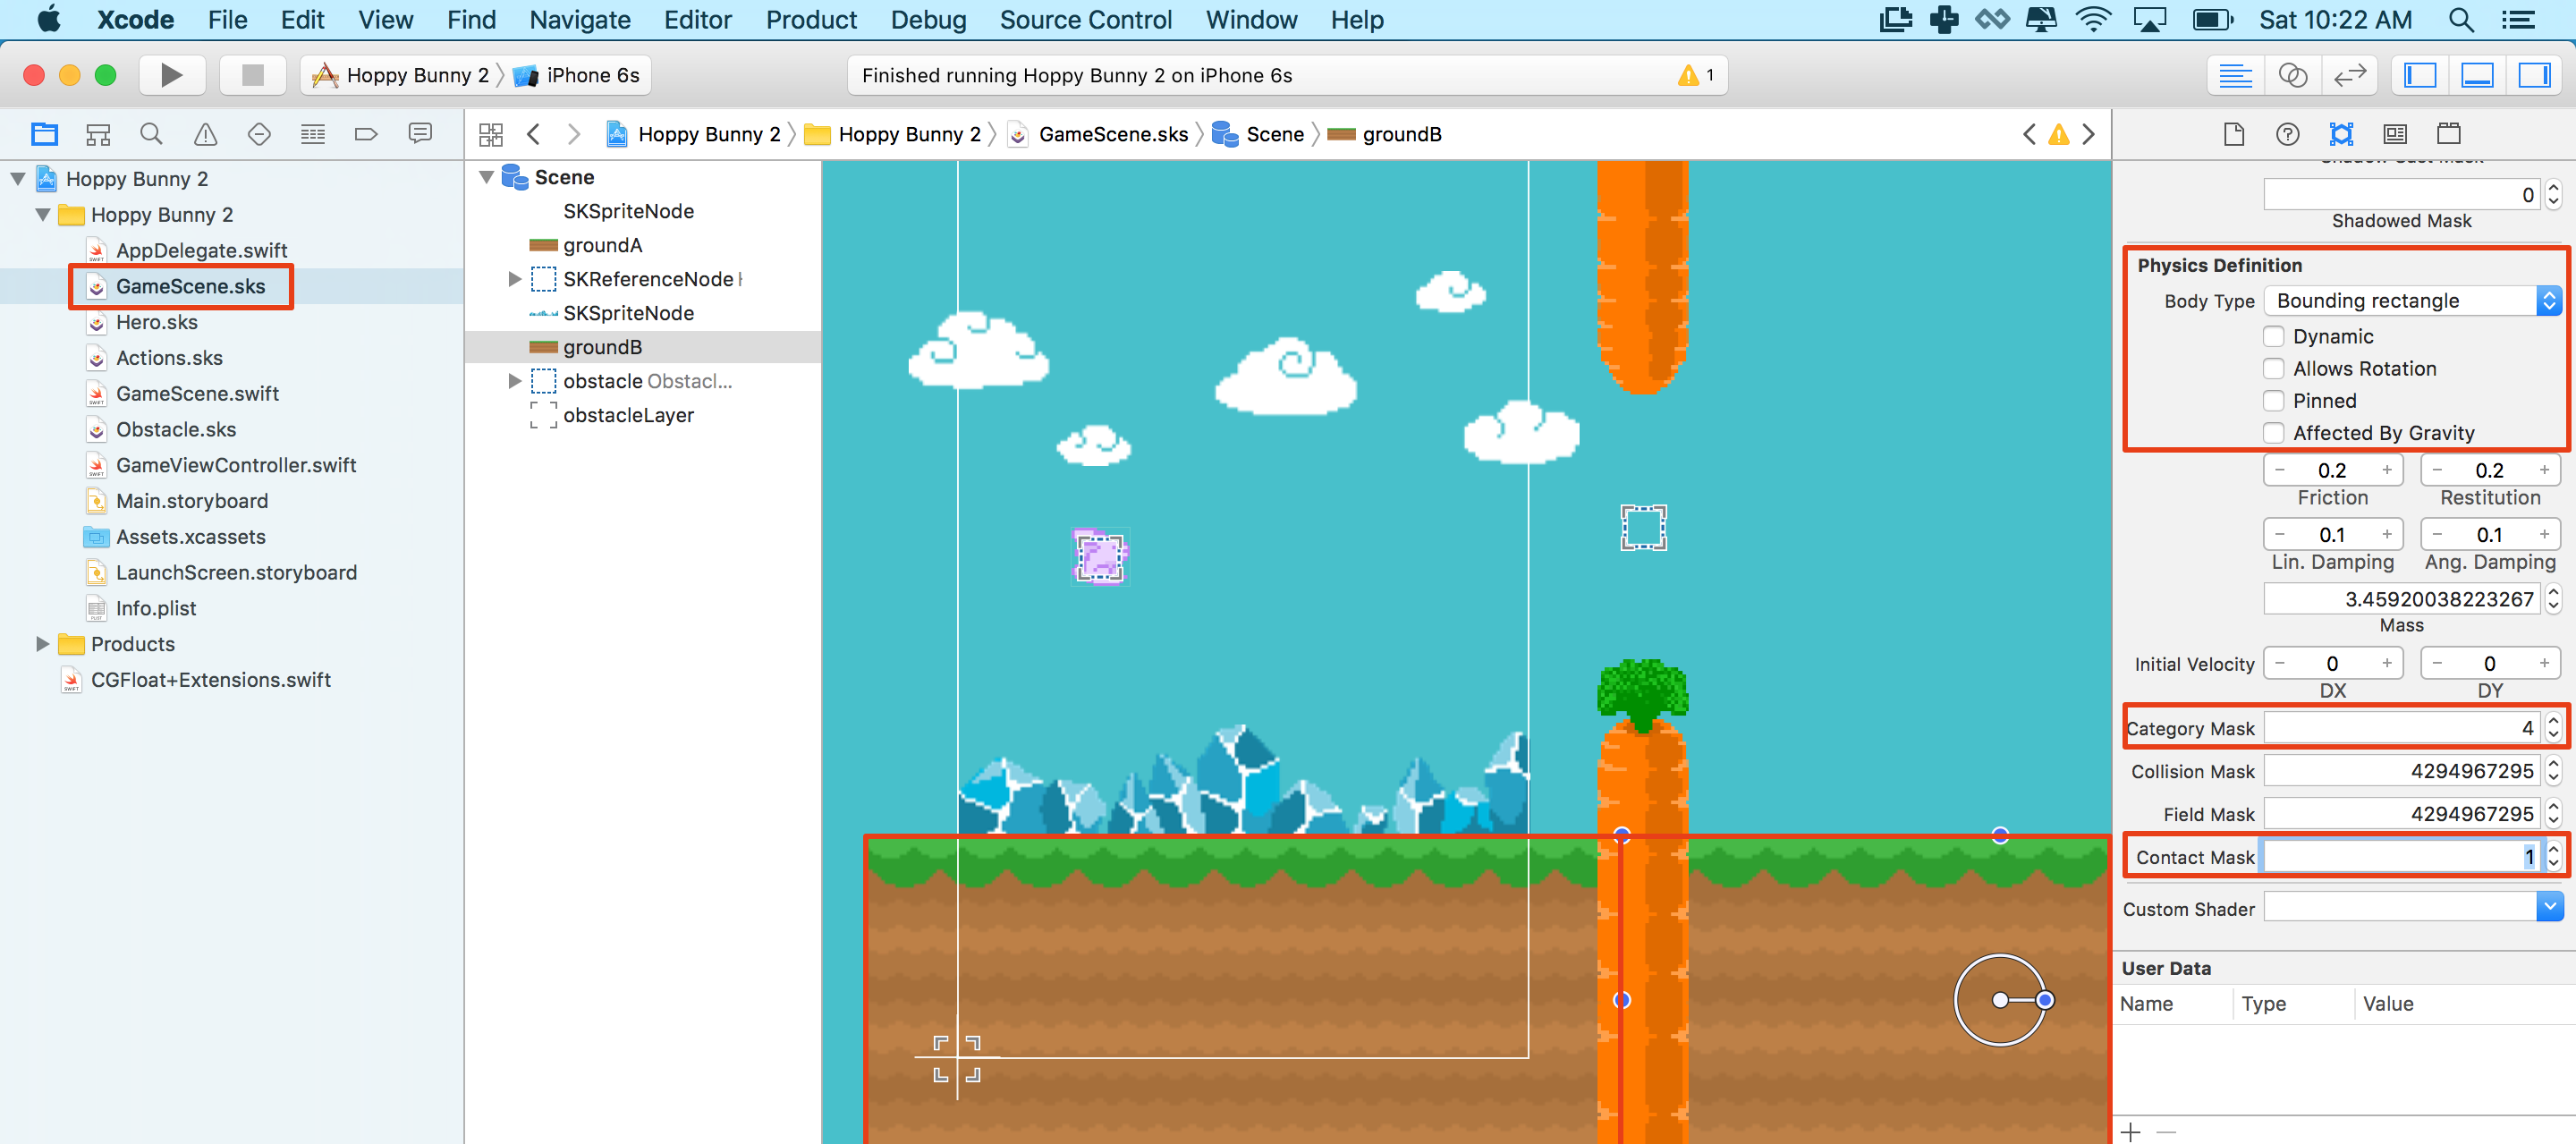 Xcode File Edit View Find Navigate Editor Product Debug Source Control Window Help Sat 10:22 AM
Hoppy Bunny 2 iPhone 6s Finished running Hoppy Bunny 2 on iPhone 6s 1
Hoppy Bunny 2 Hoppy Bunny 2 GameScene.sks Scene groundB
Hoppy Bunny 2
Hoppy Bunny 2
AppDelegate.swift
GameScene.sks
Hero.sks
Actions.sks
GameScene.swift
Obstacle.sks
GameViewController.swift
Main.storyboard
Assets.xcassets
LaunchScreen.storyboard
Info.plist
Products
CGFloat+Extensions.swift
Scene
SKSpriteNode
groundA
SKReferenceNode
SKSpriteNode
groundB
obstacle Obstacl...
obstacleLayer
Shadow Cast Mask
0
Shadowed Mask
Physics Definition
Body Type Bounding rectangle
Dynamic
Allows Rotation
Pinned
Affected By Gravity
− 0.2 + − 0.2 +
Friction Restitution
− 0.1 + − 0.1 +
Lin. Damping Ang. Damping
3.45920038223267
Mass
Initial Velocity − 0 + − 0 +
DX DY
Category Mask 4
Collision Mask 4294967295
Field Mask 4294967295
Contact Mask 1
Custom Shader
User Data
Name Type Value